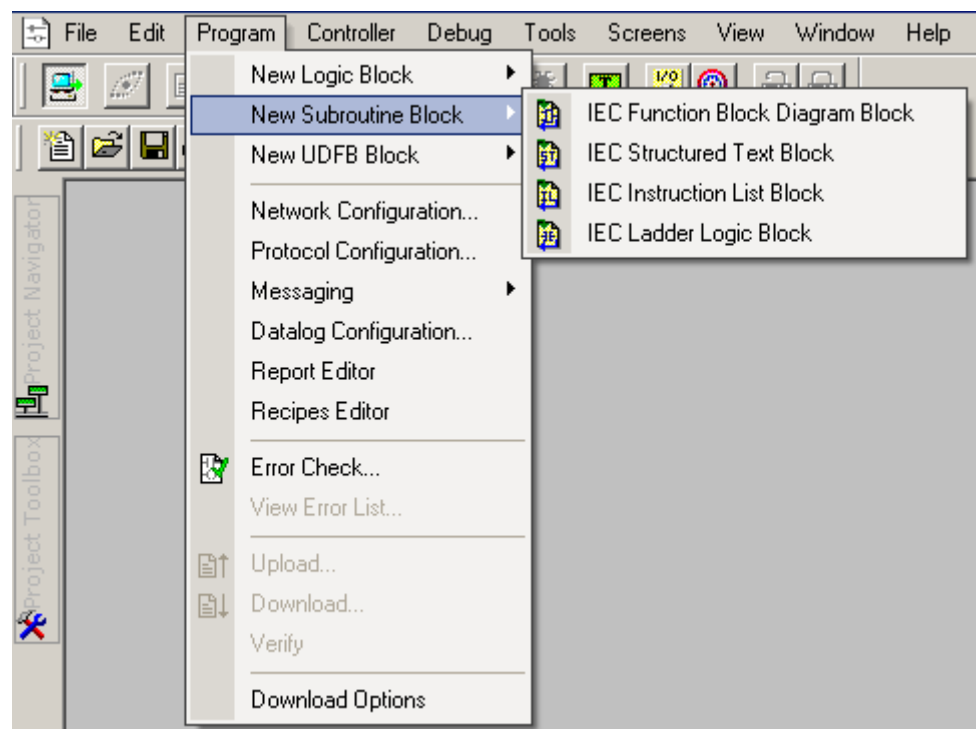 File Edit Program Controller Debug Tools Screens View Window Help
New Logic Block
New Subroutine Block
New UDFB Block
Network Configuration...
Protocol Configuration...
Messaging
Datalog Configuration...
Report Editor
Recipes Editor
Error Check...
View Error List...
Upload...
Download...
Verify
Download Options
IEC Function Block Diagram Block
IEC Structured Text Block
IEC Instruction List Block
IEC Ladder Logic Block
ST
IL
T
I/O
Project Navigator
Project Toolbox